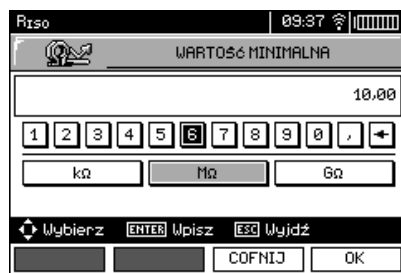 RISO 09:37
WARTOŚĆ MINIMALNA
10,00
1 2 3 4 5 6 7 8 9 0 , ←
kΩ MΩ GΩ
Wybierz ENTER Wpisz ESC Wyjdź
COFNIJ OK